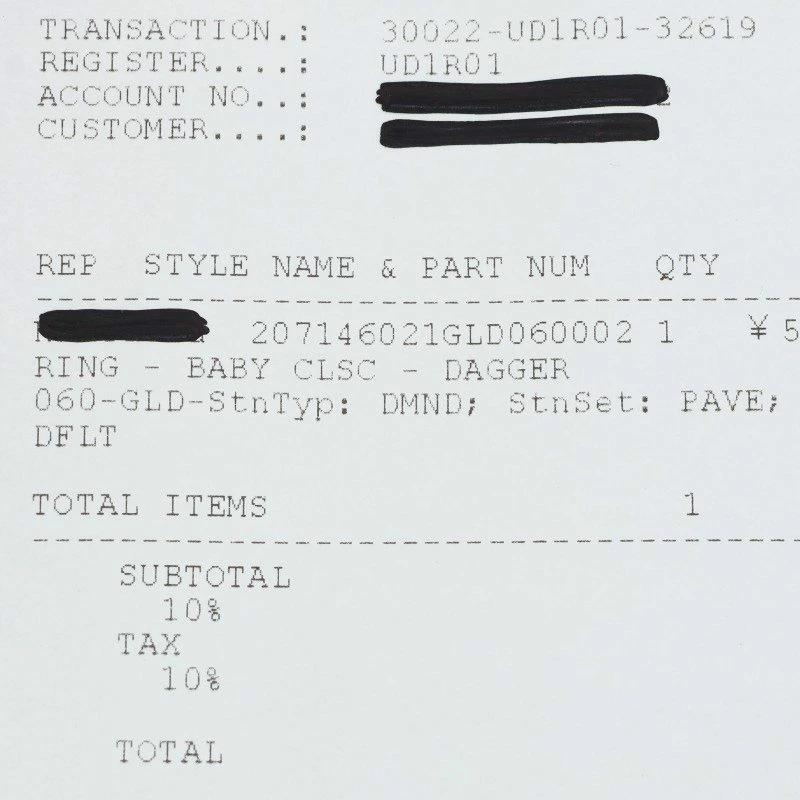 TRANSACTION.: 30022-UD1R01-32619
REGISTER....: UD1R01
ACCOUNT NO..:
CUSTOMER....:
REP STYLE NAME & PART NUM QTY
207146021GLD060002 1 ¥5
RING - BABY CLSC - DAGGER
060-GLD-StnTyp: DMND; StnSet: PAVE;
DFLT
TOTAL ITEMS 1
SUBTOTAL
10%
TAX
10%
TOTAL